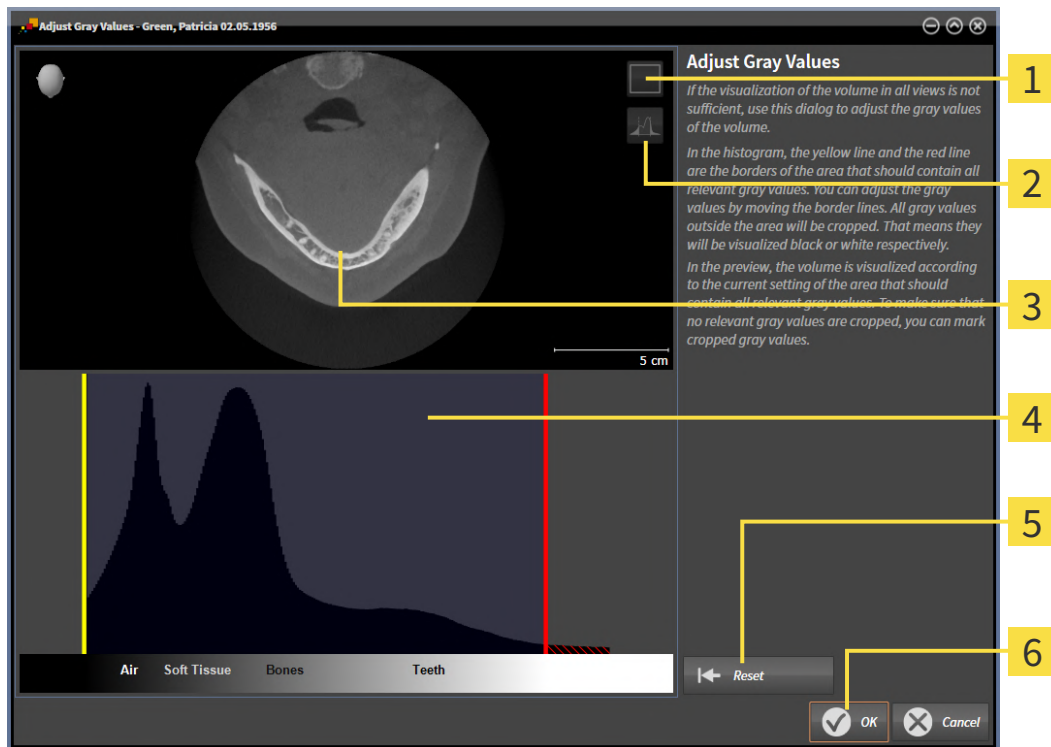 Adjust Gray Values - Green, Patricia 02.05.1956
Adjust Gray Values
If the visualization of the volume in all views is not
sufficient, use this dialog to adjust the gray values
of the volume.
In the histogram, the yellow line and the red line
are the borders of the area that should contain all
relevant gray values. You can adjust the gray
values by moving the border lines. All gray values
outside the area will be cropped. That means they
will be visualized black or white respectively.
In the preview, the volume is visualized according
to the current setting of the area that should
contain all relevant gray values. To make sure that
no relevant gray values are cropped, you can mark
cropped gray values.
5 cm
Air Soft Tissue Bones Teeth
Reset
OK Cancel
1
2
3
4
5
6